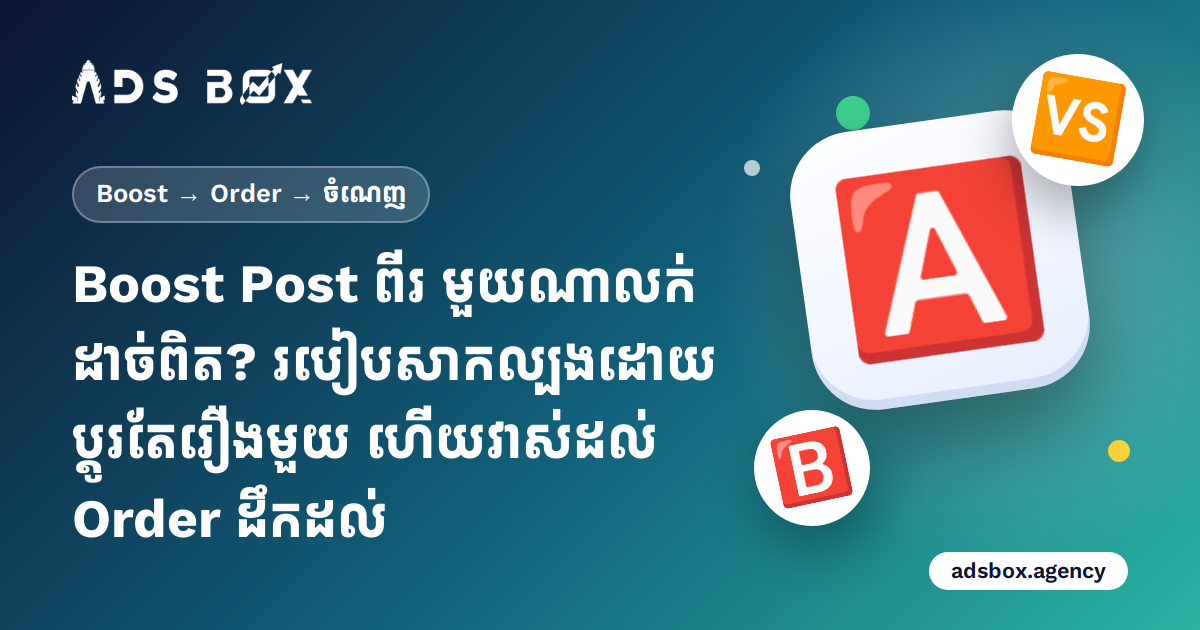 ADS BOX
Boost → Order → ចំណេញ
Boost Post ពីរ មួយណាលក់
ដាច់ពិត? របៀបសាកល្បងដោយ
ប្ដូរតែរឿងមួយ ហើយវាស់ដល់
Order ដឹកដល់
VS
A
B
adsbox.agency